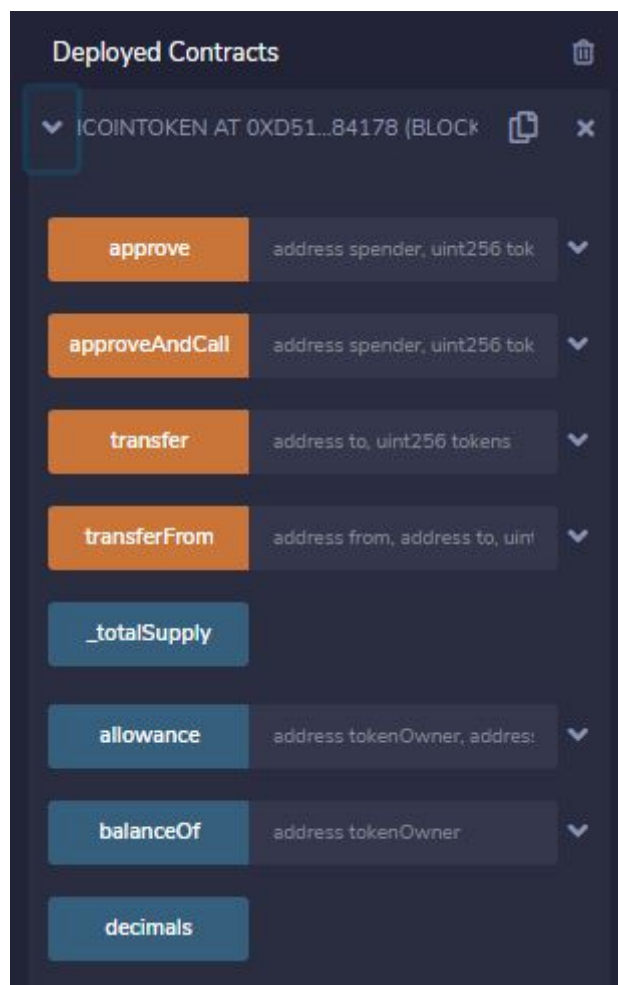 Deployed Contracts
ICOINTOKEN AT 0XD51...84178 (BLOCK
approve address spender, uint256 tok
approveAndCall address spender, uint256 tok
transfer address to, uint256 tokens
transferFrom address from, address to, uint
_totalSupply
allowance address tokenOwner, address
balanceOf address tokenOwner
decimals